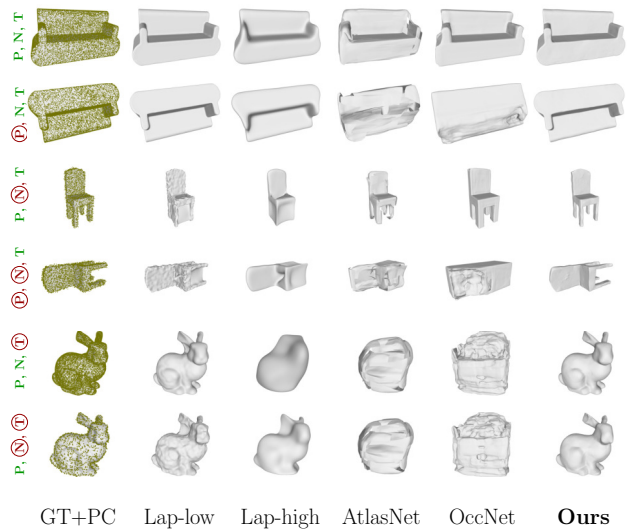 P, N, T
P, N, T
P, N, T
P, N, T
P, N, T
P, N, T
GT+PC Lap-low Lap-high AtlasNet OccNet Ours